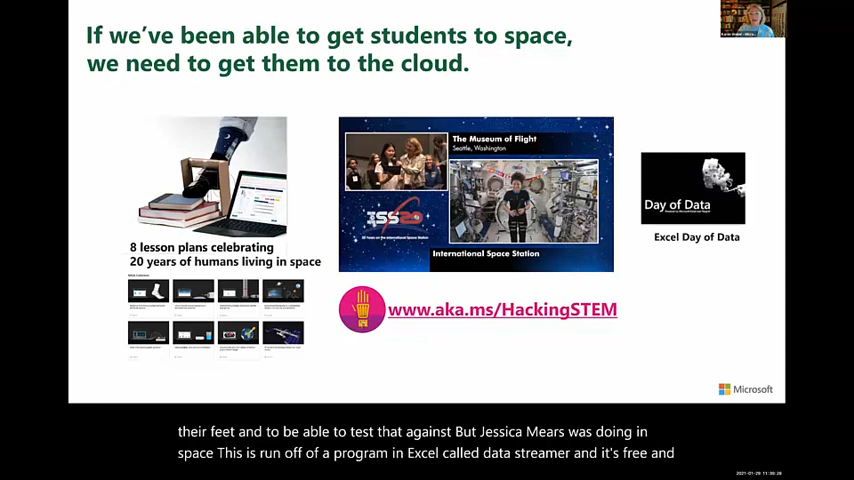 If we've been able to get students to space,
we need to get them to the cloud.
The Museum of Flight
Seattle, Washington
ISS20
International Space Station
Day of Data
Excel Day of Data
8 lesson plans celebrating
20 years of humans living in space
www.aka.ms/HackingSTEM
Microsoft
their feet and to be able to test that against But Jessica Mears was doing in
space This is run off of a program in Excel called data streamer and it's free and